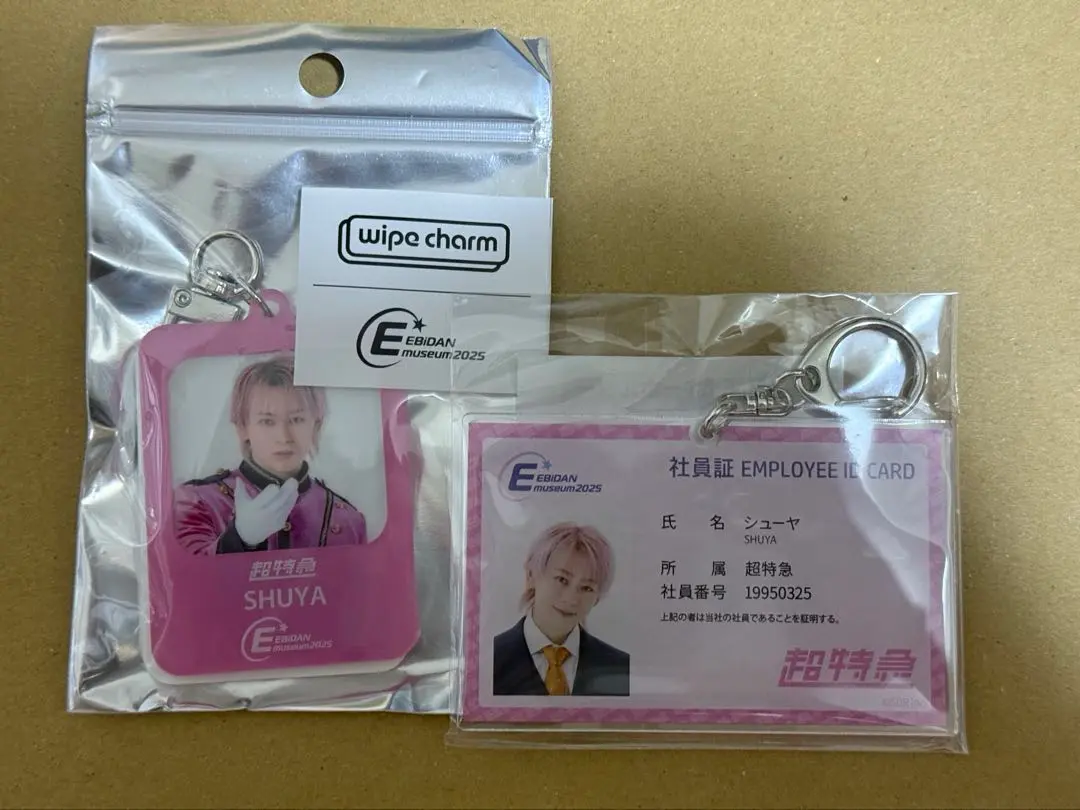 wipe charm
E EBiDAN
museum2025
超特急
SHUYA
E EBiDAN
museum2025
E EBiDAN
museum2025
社員証 EMPLOYEE ID CARD
氏 名 シューヤ
SHUYA
所 属 超特急
社員番号 19950325
上記の者は当社の社員であることを証明する。
超特急